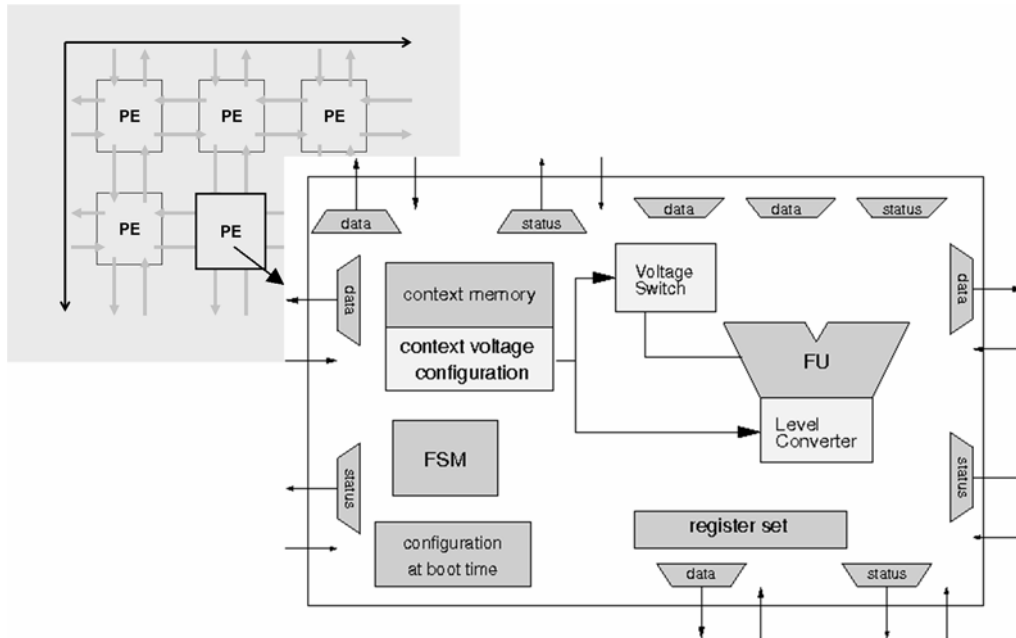 PE
PE
PE
PE
PE
data
status
data
data
status
data
context memory
Voltage
Switch
data
context voltage
configuration
FU
Level
Converter
FSM
status
status
register set
configuration
at boot time
data
status